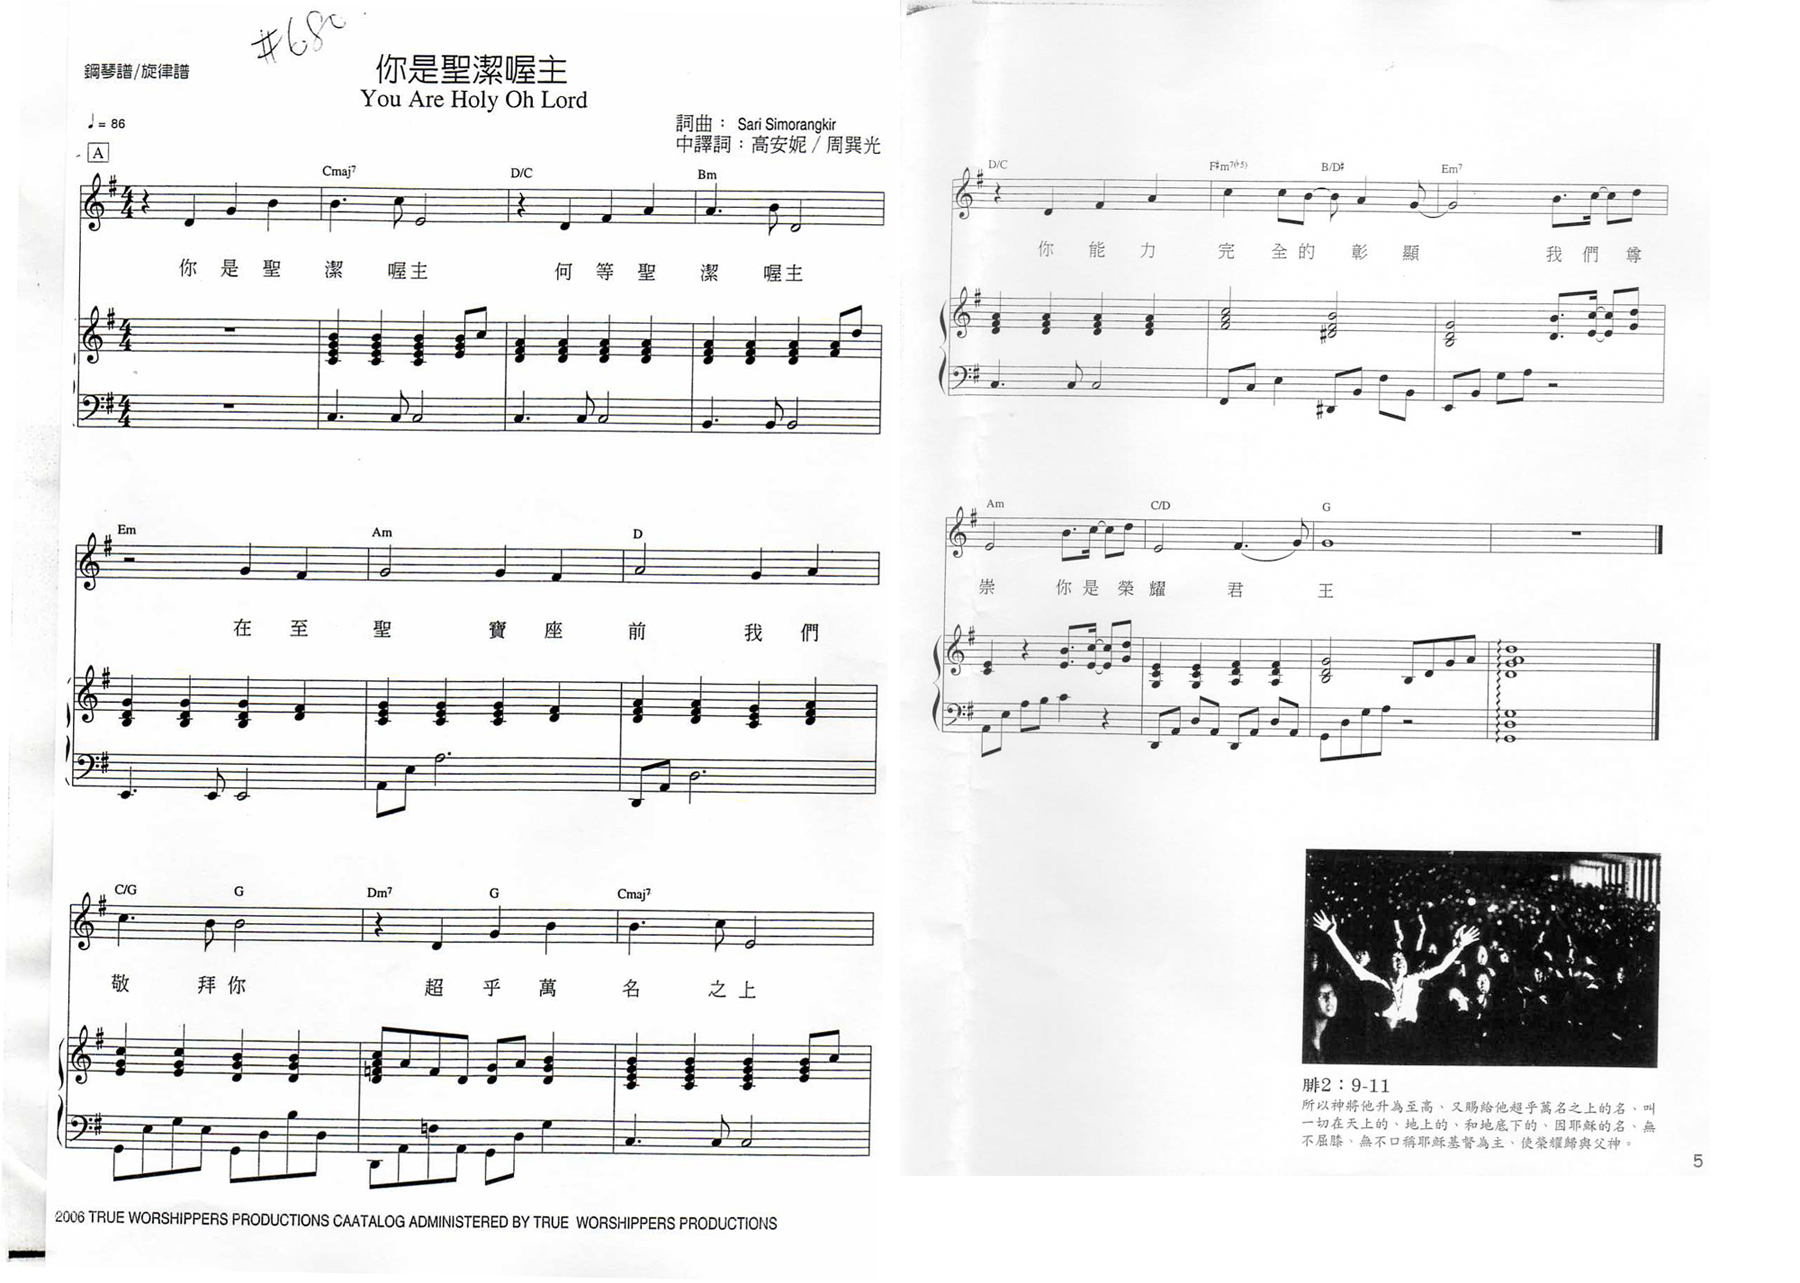 #680
鋼琴譜/旋律譜
你是聖潔喔主
You Are Holy Oh Lord
♩= 86
詞曲： Sari Simorangkir
中譯詞：高安妮 / 周巽光
A
Cmaj7 D/C Bm
你 是 聖 潔 喔主 何 等 聖 潔 喔主
Em Am D
在 至 聖 寶 座 前 我 們
C/G G Dm7 G Cmaj7
敬 拜 你 超 乎 萬 名 之 上
2006 TRUE WORSHIPPERS PRODUCTIONS CAATALOG ADMINISTERED BY TRUE WORSHIPPERS PRODUCTIONS
D/C F#m7(b5) B/D# Em7
你 能 力 完 全 的 彰 顯 我 們 尊
Am C/D G
崇 你 是 榮 耀 君 王
腓2：9-11
所以神將他升為至高、又賜給他超乎萬名之上的名、叫
一切在天上的、地上的、和地底下的、因耶穌的名、無
不屈膝、無不口稱耶穌基督為主、使榮耀歸與父神。
5